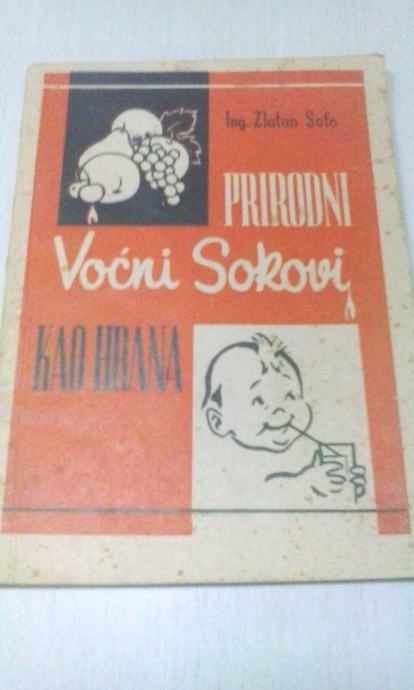 Ing. Zlatan Sofo
PRIRODNI
Voćni Sokovi
KAO HRANA